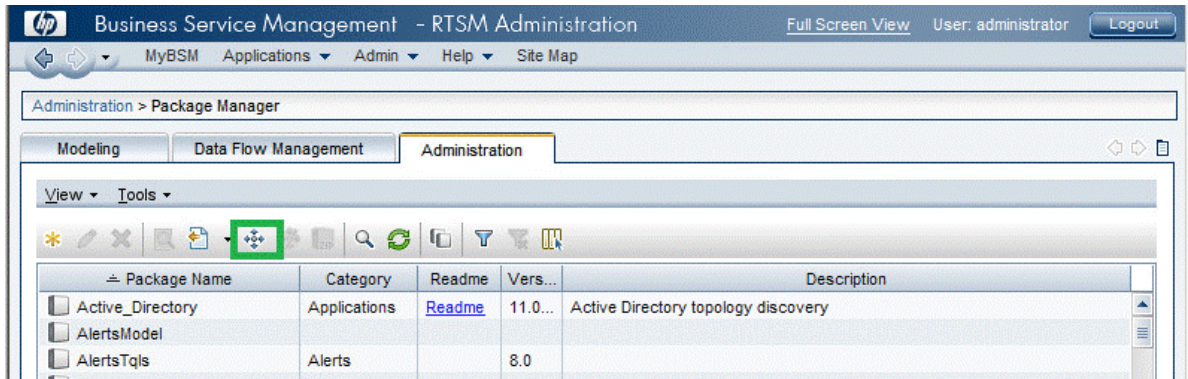 hp Business Service Management - RTSM Administration Full Screen View User: administrator Logout
MyBSM Applications Admin Help Site Map
Administration > Package Manager
Modeling Data Flow Management Administration
View Tools
Package Name Category Readme Vers... Description
Active_Directory Applications Readme 11.0... Active Directory topology discovery
AlertsModel
AlertsTqls Alerts 8.0